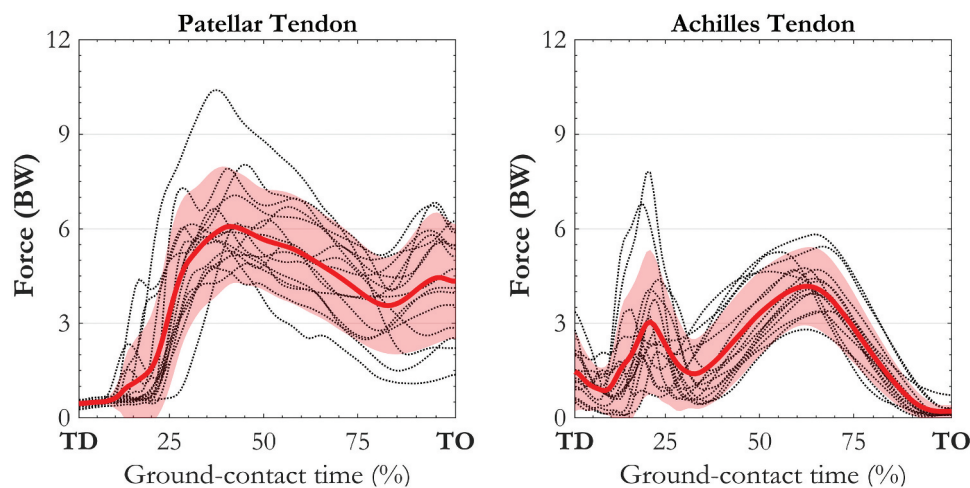 Patellar Tendon
12
9
6
3
0
Force (BW)
TD 25 50 75 TO
Ground-contact time (%)
Achilles Tendon
12
9
6
3
0
Force (BW)
TD 25 50 75 TO
Ground-contact time (%)